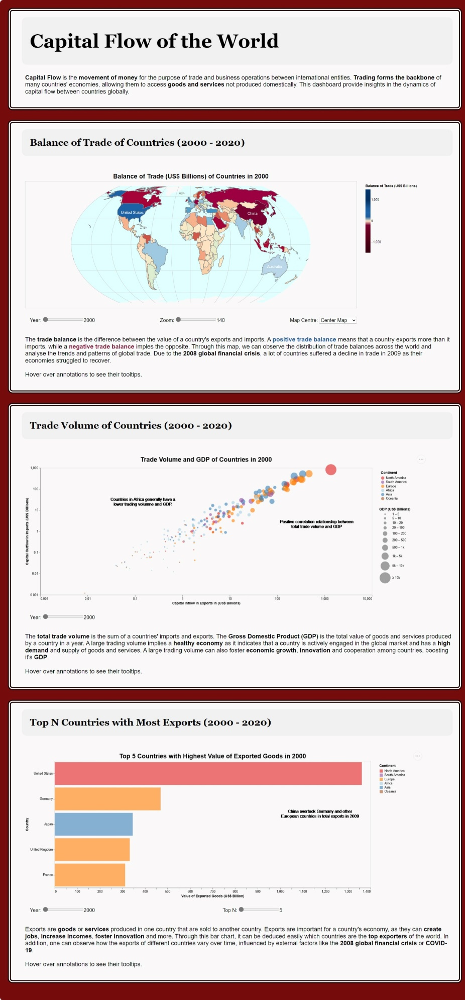 Capital Flow of the World
Capital Flow is the movement of money for the purpose of trade and business operations between international entities. Trading forms the backbone of
many countries' economies, allowing them to access goods and services not produced domestically. This dashboard provide insights in the dynamics of
capital flow between countries globally.
Balance of Trade of Countries (2000 - 2020)
Balance of Trade (US$ Billions) of Countries in 2000
Balance of Trade (US$ Billions)
1,000
0
−1,000
United States
China
Australia
Year: 2000
Zoom: 140
Map Centre: Center Map
The trade balance is the difference between the value of a country's exports and imports. A positive trade balance means that a country exports more than it
imports, while a negative trade balance imples the opposite. Through this map, we can observe the distribution of trade balances across the world and
analyse the trends and patterns of global trade. Due to the 2008 global financial crisis, a lot of countries suffered a decline in trade in 2009 as their
economies struggled to recover.
Hover over annotations to see their tooltips.
Trade Volume of Countries (2000 - 2020)
Trade Volume and GDP of Countries in 2000
Capital Outflow in Imports (US$ Billions)
1,000
100
10
1
0.1
0.01
0.001
Countries in Africa generally have a
lower trading volumne and GDP.
Positive correlation relationship between
total trade volume and GDP
0.001 0.01 0.1 1 10 100 1,000 10,000
Capital Inflow in Exports in (US$ Billions)
Continent
North America
South America
Europe
Africa
Asia
Oceania
GDP (US$ Billions)
1 – 5
5 – 10
10 – 20
20 – 100
100 – 200
200 – 500
500 – 1k
1k – 5k
5k – 10k
≥ 10k
Year: 2000
The total trade volume is the sum of a countries' imports and exports. The Gross Domestic Product (GDP) is the total value of goods and services produced
by a country in a year. A large trading volume implies a healthy economy as it indicates that a country is actively engaged in the global market and has a high
demand and supply of goods and services. A large trading volume can also foster economic growth, innovation and cooperation among countries, boosting
it's GDP.
Hover over annotations to see their tooltips.
Top N Countries with Most Exports (2000 - 2020)
Top 5 Countries with Highest Value of Exported Goods in 2000
Country
United States
Germany
Japan
United Kingdom
France
China overtook Germany and other
European countries in total exports in 2009
0 100 200 300 400 500 600 700 800 900 1,000 1,100 1,200 1,300 1,400
Value of Exported Goods (US$ Billion)
Continent
North America
South America
Europe
Africa
Asia
Oceania
Year: 2000
Top N: 5
Exports are goods or services produced in one country that are sold to another country. Exports are important for a country's economy, as they can create
jobs, increase incomes, foster innovation and more. Through this bar chart, it can be deduced easily which countries are the top exporters of the world. In
addition, one can observe how the exports of different countries vary over time, influenced by external factors like the 2008 global financial crisis or COVID-
19.
Hover over annotations to see their tooltips.